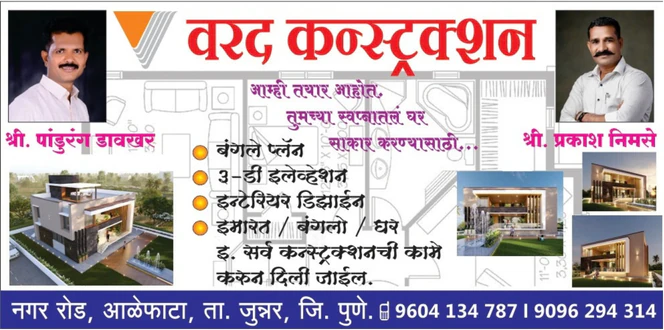 वरद कन्स्ट्रक्शन
आम्ही तयार आहोत.
तुमच्या स्वप्नातलं घर
साकार करण्यासाठी...
श्री. पांडुरंग डावखर
श्री. प्रकाश निमसे
बंगले प्लॅन
३-डी इलेव्हेशन
इन्टेरियर डिझाईन
इमारत / बंगलो / घरे
इ. सर्व कन्स्ट्रक्शनची कामे
करुन दिली जाईल.
नगर रोड, आळेफाटा, ता. जुन्नर, जि. पुणे. 9604 134 787 | 9096 294 314